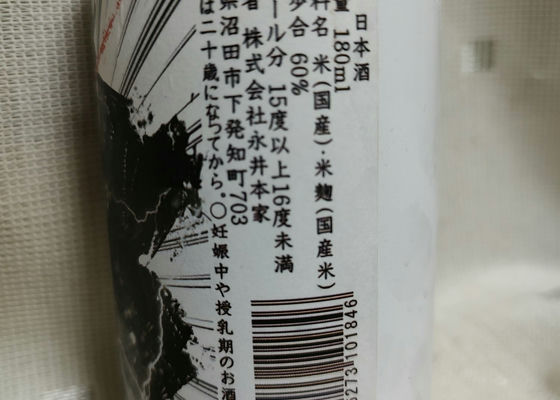 日本酒
量 180ml
料名 米(国産)・米麹(国産米)
歩合 60%
ール分 15度以上16度未満
者 株式会社永井本家
県沼田市下発知町703
は二十歳になってから。○妊娠中や授乳期のお酒
273101846